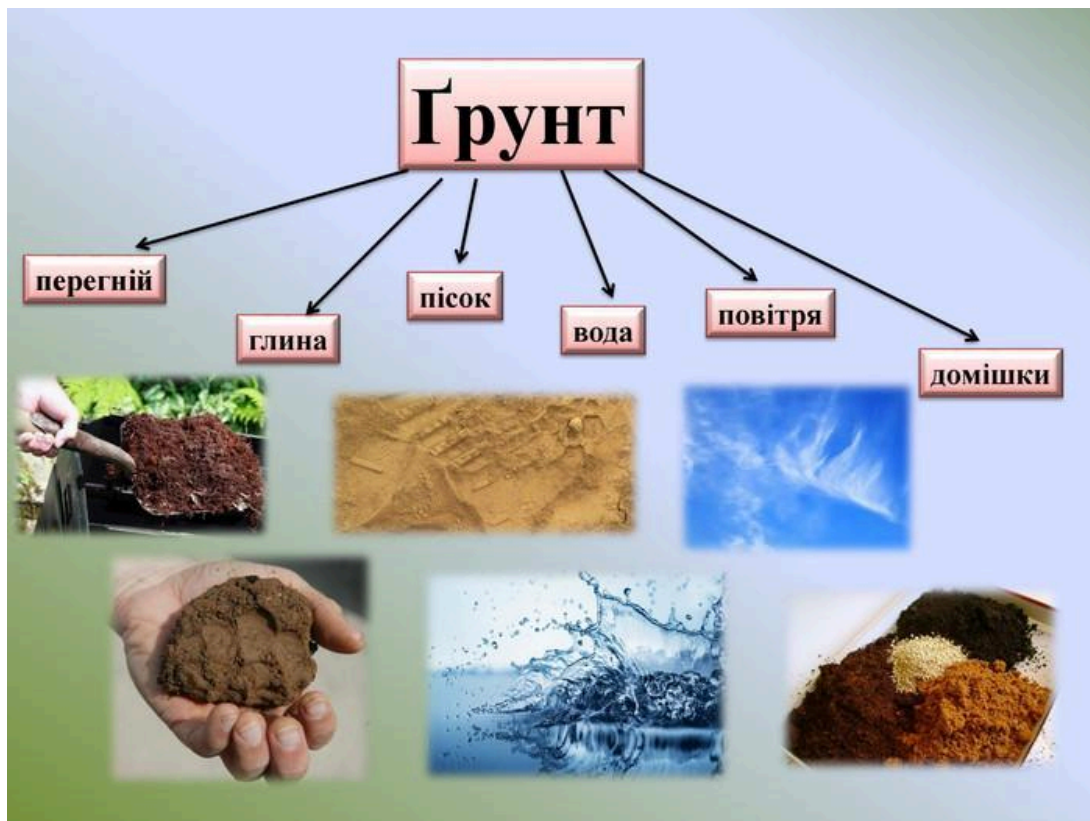 Ґрунт
перегній
глина
пісок
вода
повітря
домішки